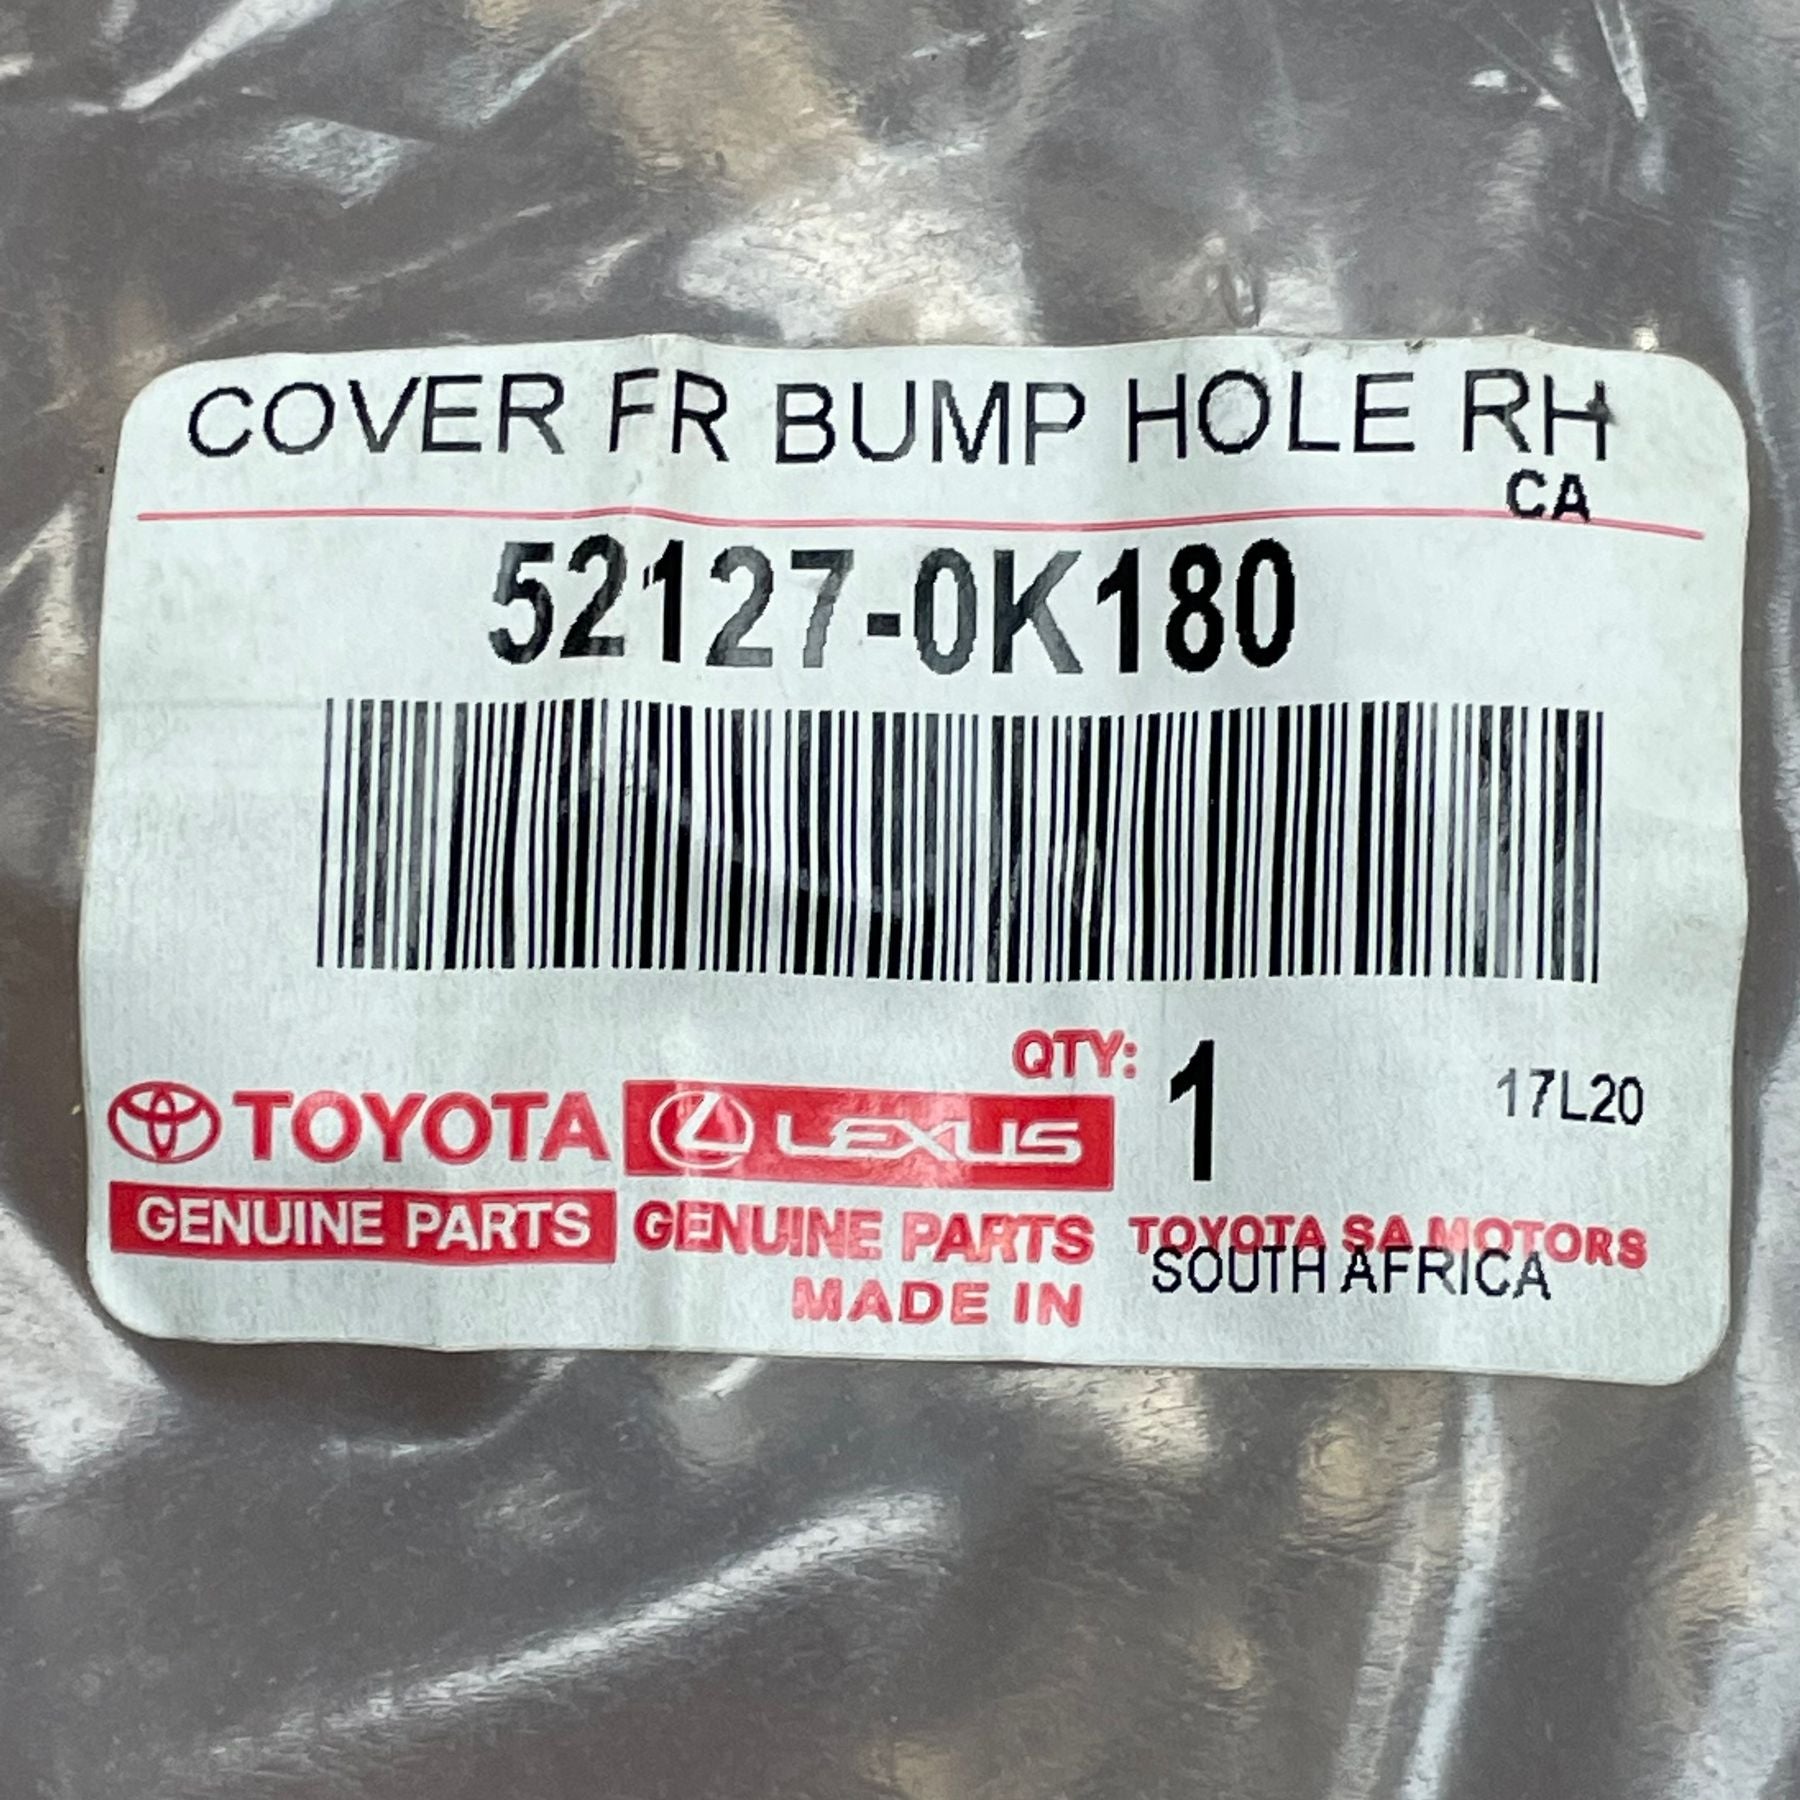 COVER FR BUMP HOLE RH
CA
52127-0K180
QTY: 1 17L20
TOYOTA LEXUS
GENUINE PARTS GENUINE PARTS TOYOTA SA MOTORS
MADE IN SOUTH AFRICA